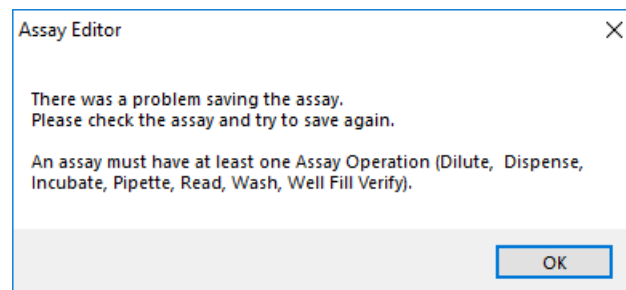 Assay Editor
There was a problem saving the assay.
Please check the assay and try to save again.
An assay must have at least one Assay Operation (Dilute, Dispense,
Incubate, Pipette, Read, Wash, Well Fill Verify).
OK